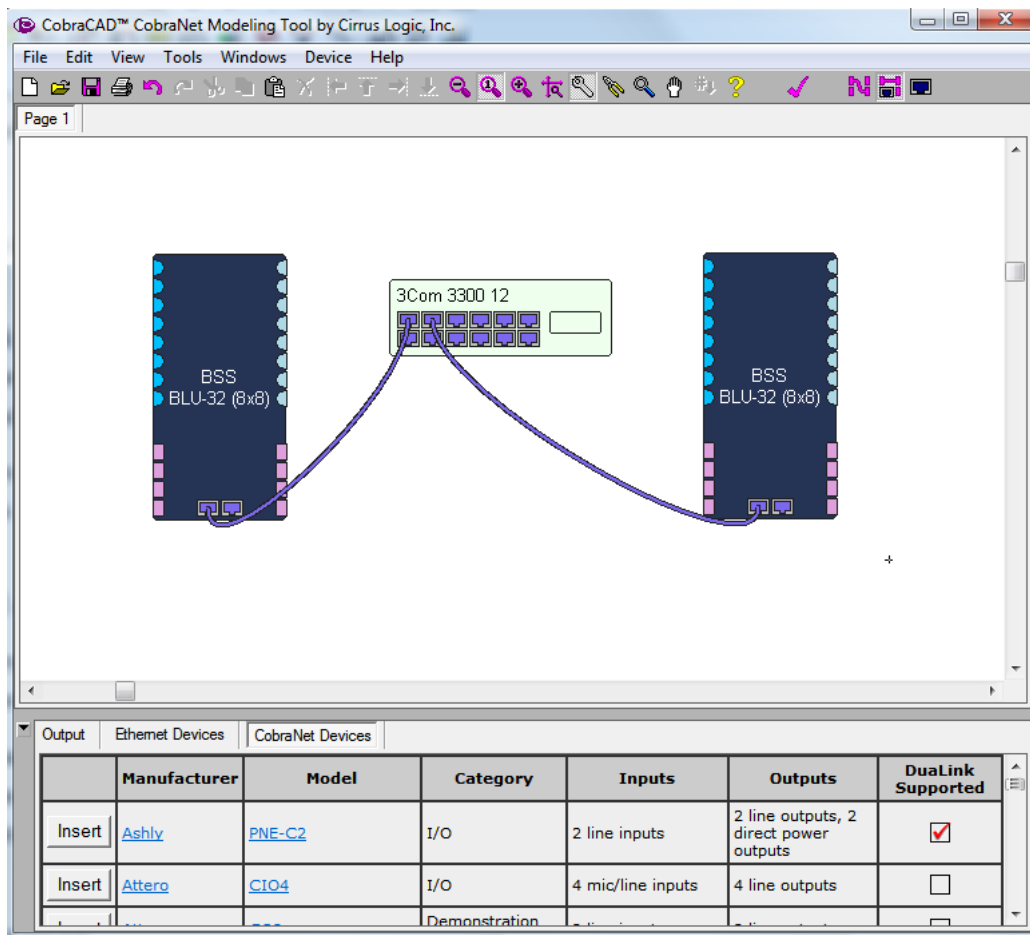 CobraCAD™ CobraNet Modeling Tool by Cirrus Logic, Inc.
File Edit View Tools Windows Device Help
Page 1
3Com 3300 12
BSS
BLU-32 (8x8)
BSS
BLU-32 (8x8)
Output Ethernet Devices CobraNet Devices
Manufacturer Model Category Inputs Outputs DuaLink Supported
Insert Ashly PNE-C2 I/O 2 line inputs 2 line outputs, 2 direct power outputs
Insert Attero CIO4 I/O 4 mic/line inputs 4 line outputs
Demonstration